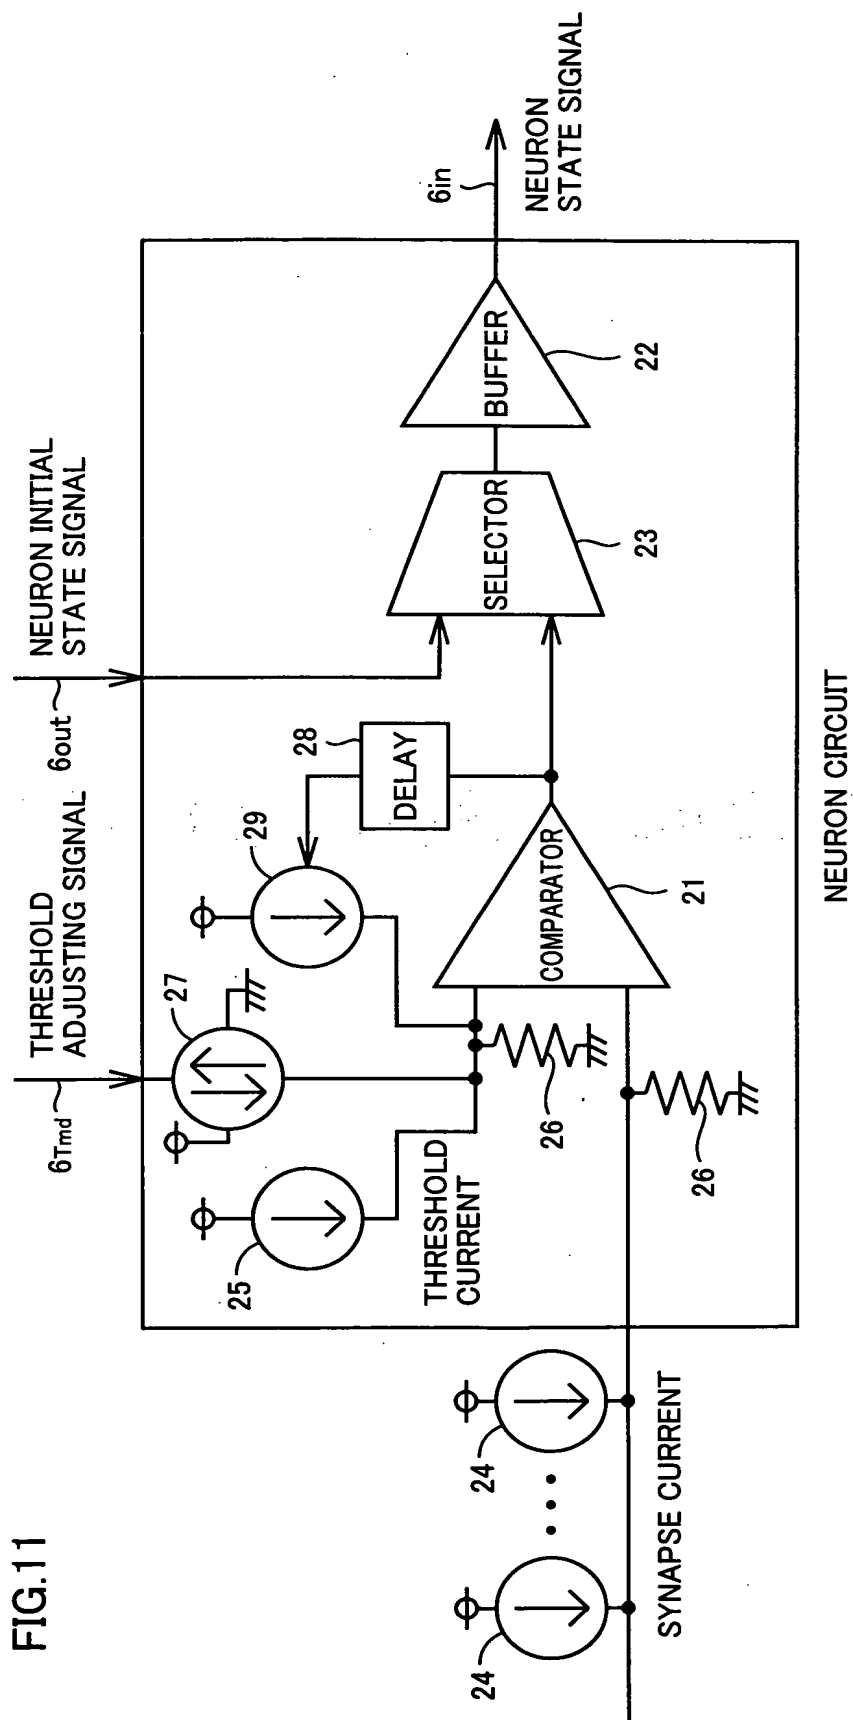 FIG.11
THRESHOLD
ADJUSTING SIGNAL
NEURON INITIAL
STATE SIGNAL
6Tmd
6out
27
29
28
25
DELAY
THRESHOLD
CURRENT
26
COMPARATOR
21
SELECTOR
23
BUFFER
22
6in
NEURON
STATE SIGNAL
24
24
26
SYNAPSE CURRENT
NEURON CIRCUIT